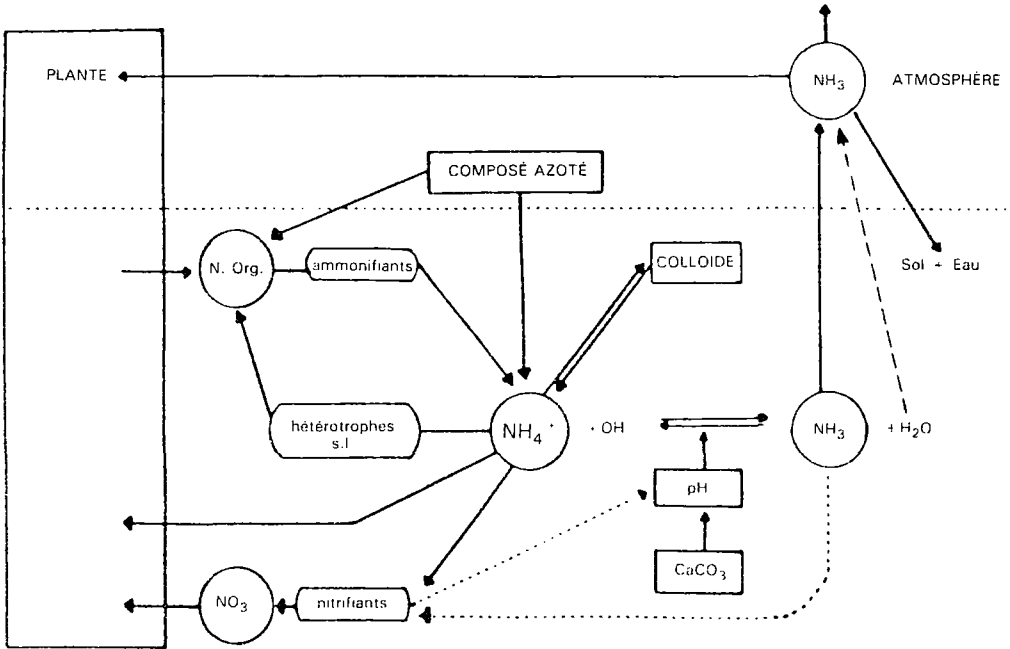 PLANTE
NH₃
ATMOSPHÈRE
COMPOSÉ AZOTÉ
N. Org.
ammonifiants
COLLOIDE
Sol + Eau
hétérotrophes
s.l
NH₄⁺
+ OH
NH₃
+ H₂O
pH
CaCO₃
NO₃
nitrifiants